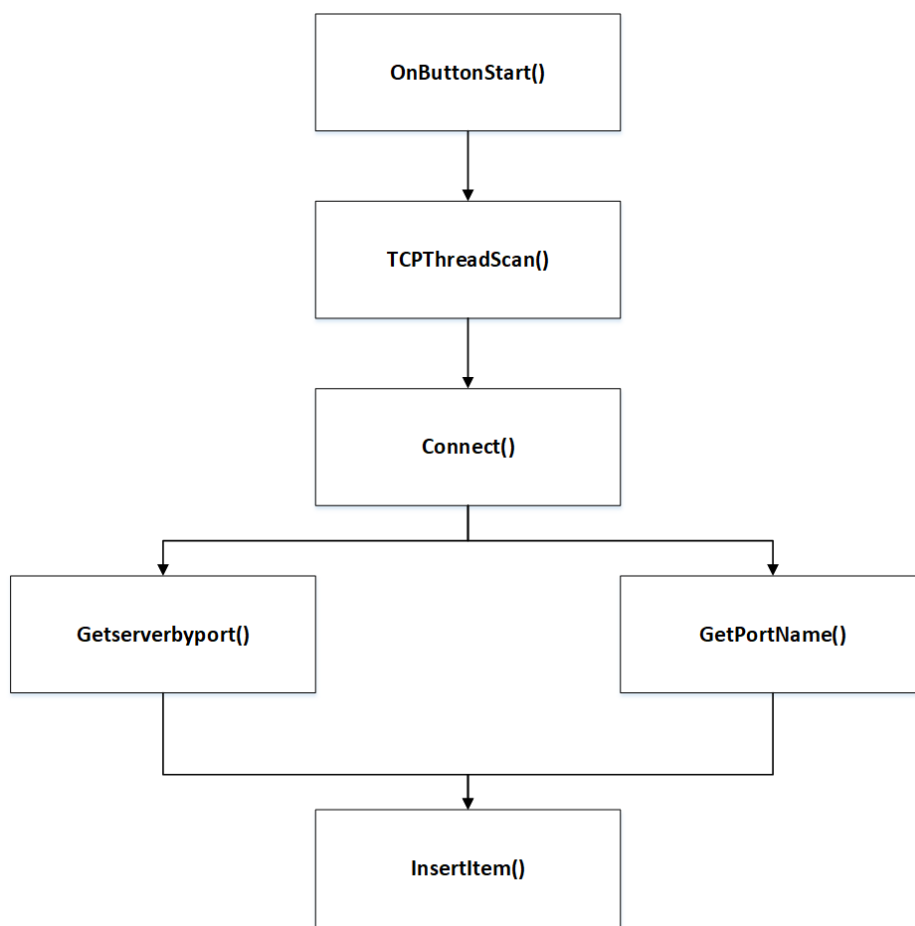 OnButtonStart()
TCPThreadScan()
Connect()
Getserverbyport()
GetPortName()
InsertItem()